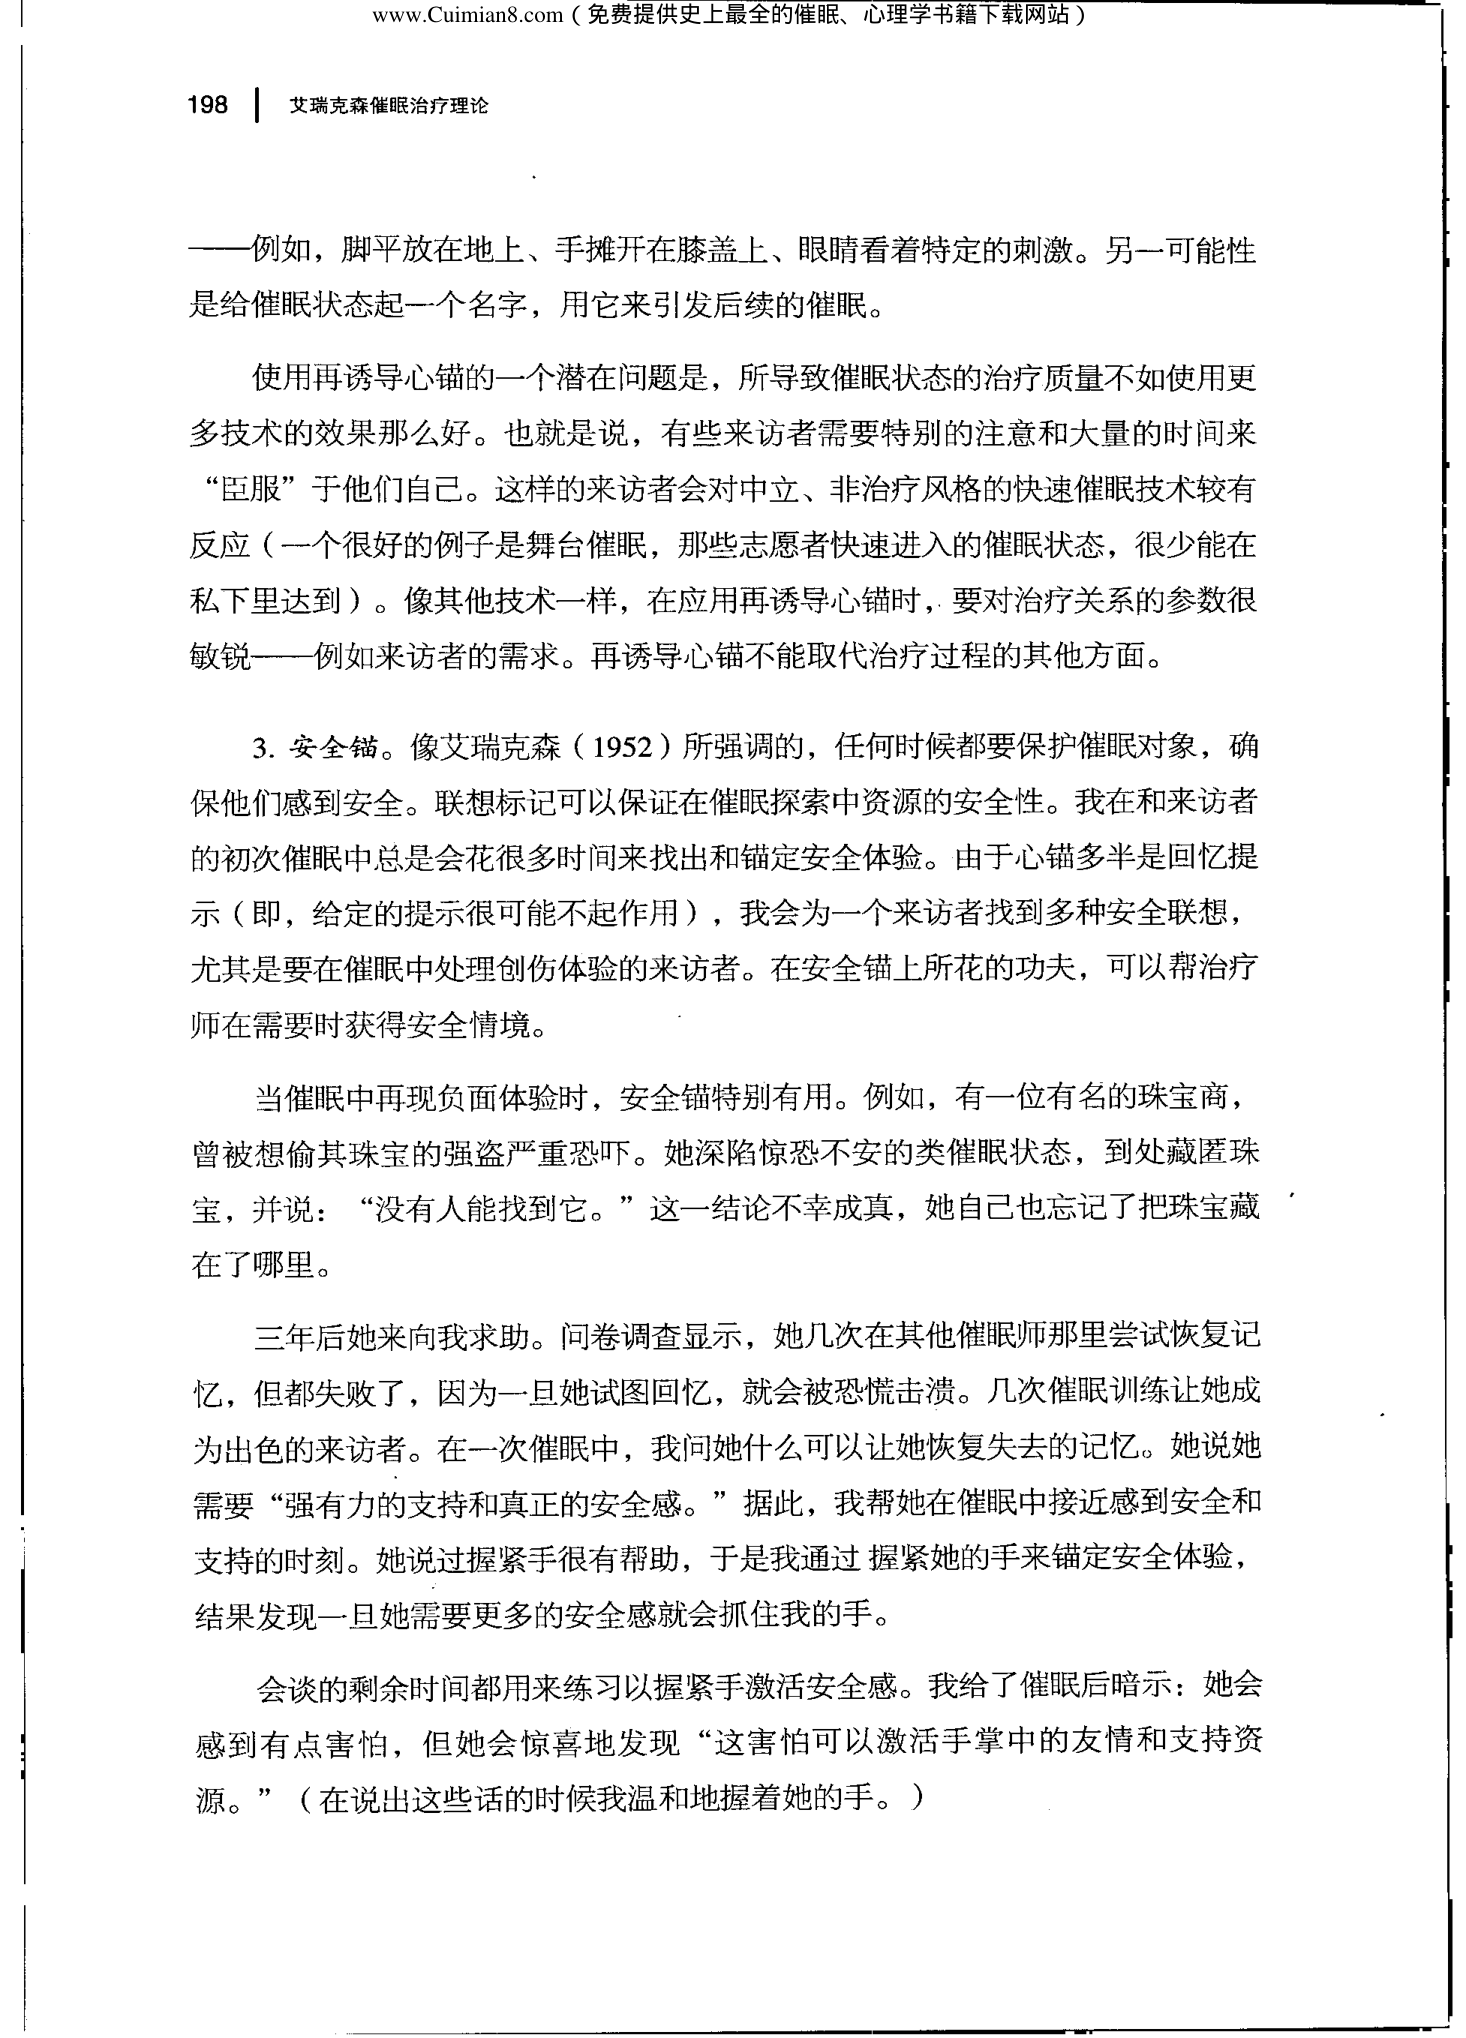 www.Cuimian8.com（免费提供史上最全的催眠、心理学书籍下载网站）
198 艾瑞克森催眠治疗理论
——例如，脚平放在地上、手摊开在膝盖上、眼睛看着特定的刺激。另一可能性
是给催眠状态起一个名字，用它来引发后续的催眠。
使用再诱导心锚的一个潜在问题是，所导致催眠状态的治疗质量不如使用更
多技术的效果那么好。也就是说，有些来访者需要特别的注意和大量的时间来
“臣服”于他们自己。这样的来访者会对中立、非治疗风格的快速催眠技术较有
反应（一个很好的例子是舞台催眠，那些志愿者快速进入的催眠状态，很少能在
私下里达到）。像其他技术一样，在应用再诱导心锚时，要对治疗关系的参数很
敏锐——例如来访者的需求。再诱导心锚不能取代治疗过程的其他方面。
3. 安全锚。像艾瑞克森（1952）所强调的，任何时候都要保护催眠对象，确
保他们感到安全。联想标记可以保证在催眠探索中资源的安全性。我在和来访者
的初次催眠中总是会花很多时间来找出和锚定安全体验。由于心锚多半是回忆提
示（即，给定的提示很可能不起作用），我会为一个来访者找到多种安全联想，
尤其是要在催眠中处理创伤体验的来访者。在安全锚上所花的功夫，可以帮治疗
师在需要时获得安全情境。
当催眠中再现负面体验时，安全锚特别有用。例如，有一位有名的珠宝商，
曾被想偷其珠宝的强盗严重恐吓。她深陷惊恐不安的类催眠状态，到处藏匿珠
宝，并说：“没有人能找到它。”这一结论不幸成真，她自己也忘记了把珠宝藏
在了哪里。
三年后她来向我求助。问卷调查显示，她几次在其他催眠师那里尝试恢复记
忆，但都失败了，因为一旦她试图回忆，就会被恐慌击溃。几次催眠训练让她成
为出色的来访者。在一次催眠中，我问她什么可以让她恢复失去的记忆。她说她
需要“强有力的支持和真正的安全感。”据此，我帮她在催眠中接近感到安全和
支持的时刻。她说过握紧手很有帮助，于是我通过 握紧她的手来锚定安全体验，
结果发现一旦她需要更多的安全感就会抓住我的手。
会谈的剩余时间都用来练习以握紧手激活安全感。我给了催眠后暗示：她会
感到有点害怕，但她会惊喜地发现“这害怕可以激活手掌中的友情和支持资
源。”（在说出这些话的时候我温和地握着她的手。）